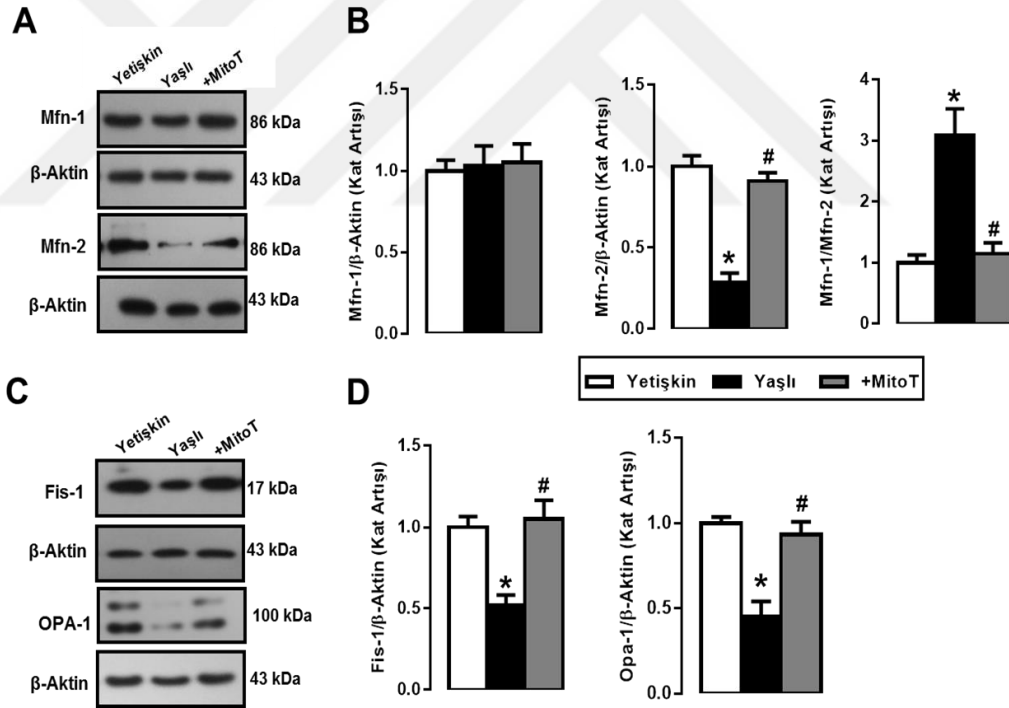 A
Yetişkin Yaşlı +MitoT
Mfn-1 86 kDa
β-Aktin 43 kDa
Mfn-2 86 kDa
β-Aktin 43 kDa
B
Mfn-1/β-Aktin (Kat Artışı)
1.5
1.0
0.5
0.0
Mfn-2/β-Aktin (Kat Artışı)
1.5
1.0
0.5
0.0
*
#
Mfn-1/Mfn-2 (Kat Artışı)
4
3
2
1
0
*
#
Yetişkin Yaşlı +MitoT
C
Yetişkin Yaşlı +MitoT
Fis-1 17 kDa
β-Aktin 43 kDa
OPA-1 100 kDa
β-Aktin 43 kDa
D
Fis-1/β-Aktin (Kat Artışı)
1.5
1.0
0.5
0.0
*
#
Opa-1/β-Aktin (Kat Artışı)
1.5
1.0
0.5
0.0
*
#